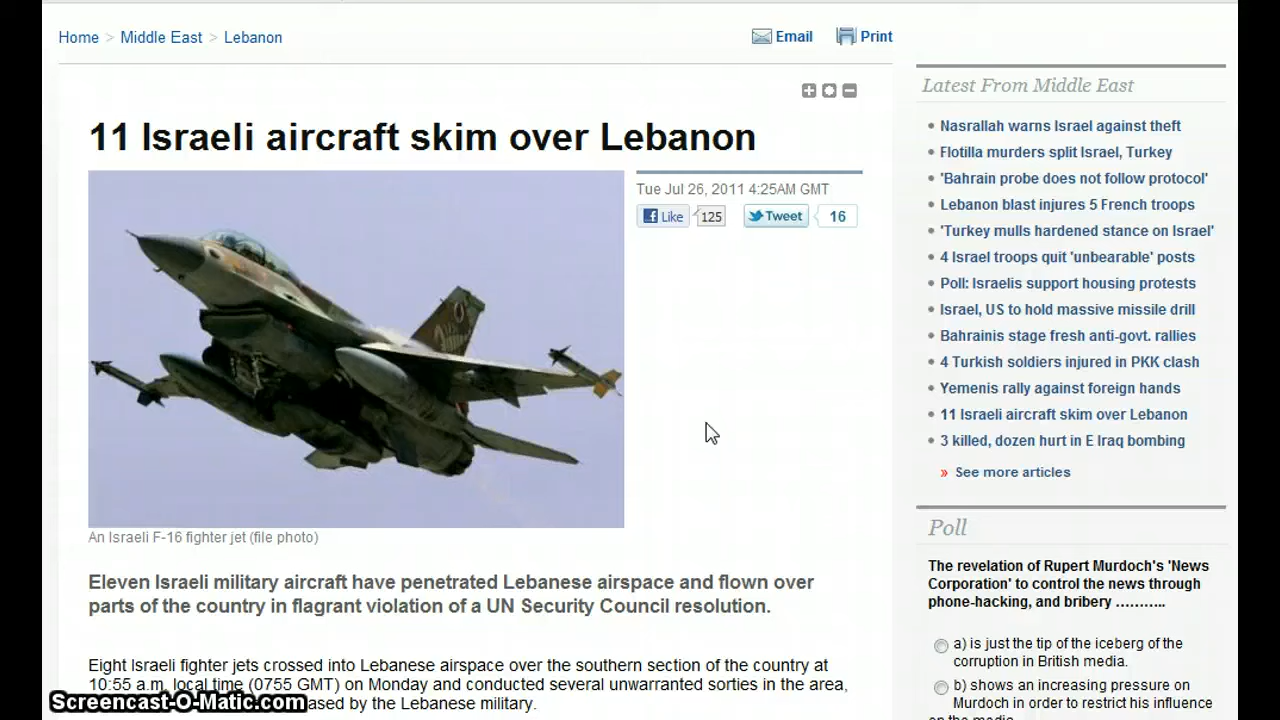 Home > Middle East > Lebanon
Email
Print
11 Israeli aircraft skim over Lebanon
Tue Jul 26, 2011 4:25AM GMT
Like 125
Tweet 16
An Israeli F-16 fighter jet (file photo)
Eleven Israeli military aircraft have penetrated Lebanese airspace and flown over
parts of the country in flagrant violation of a UN Security Council resolution.
Eight Israeli fighter jets crossed into Lebanese airspace over the southern section of the country at
10:55 a.m. local time (0755 GMT) on Monday and conducted several unwarranted sorties in the area,
by the Lebanese military.
Screencast-O-Matic.com
Latest From Middle East
Nasrallah warns Israel against theft
Flotilla murders split Israel, Turkey
'Bahrain probe does not follow protocol'
Lebanon blast injures 5 French troops
'Turkey mulls hardened stance on Israel'
4 Israel troops quit 'unbearable' posts
Poll: Israelis support housing protests
Israel, US to hold massive missile drill
Bahrainis stage fresh anti-govt. rallies
4 Turkish soldiers injured in PKK clash
Yemenis rally against foreign hands
11 Israeli aircraft skim over Lebanon
3 killed, dozen hurt in E Iraq bombing
» See more articles
Poll
The revelation of Rupert Murdoch's 'News
Corporation' to control the news through
phone-hacking, and bribery ………..
a) is just the tip of the iceberg of the
corruption in British media.
b) shows an increasing pressure on
Murdoch in order to restrict his influence
on the media